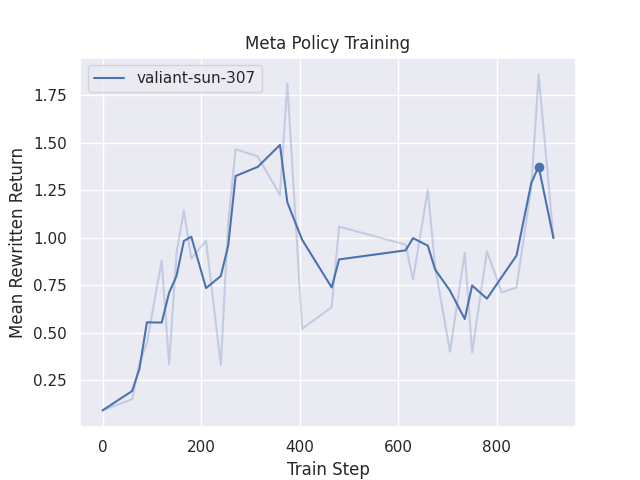 Meta Policy Training
valiant-sun-307
Mean Rewritten Return
1.75
1.50
1.25
1.00
0.75
0.50
0.25
0 200 400 600 800
Train Step